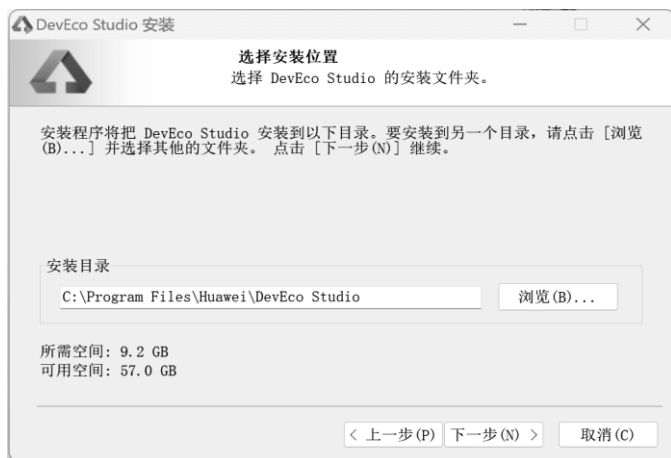 DevEco Studio 安装
选择安装位置
选择 DevEco Studio 的安装文件夹。
安装程序将把 DevEco Studio 安装到以下目录。要安装到另一个目录，请点击 [浏览
(B)...] 并选择其他的文件夹。 点击 [下一步(N)] 继续。
安装目录
C:\Program Files\Huawei\DevEco Studio
浏览(B)...
所需空间: 9.2 GB
可用空间: 57.0 GB
< 上一步(P) 下一步(N) > 取消(C)